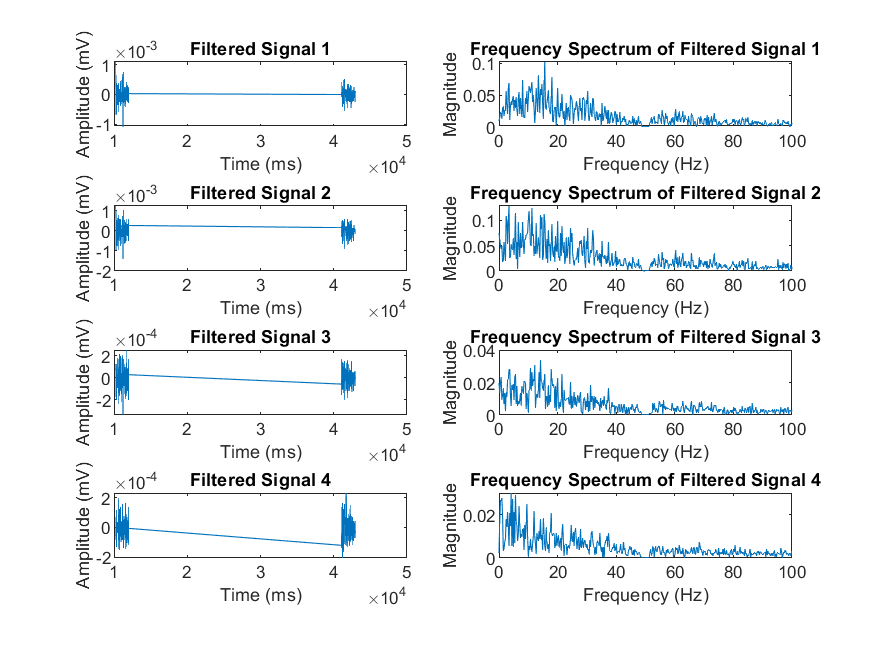 Filtered Signal 1
×10-3
Amplitude (mV)
1
0
-1
1 2 3 4 5
Time (ms)
×104
Frequency Spectrum of Filtered Signal 1
Magnitude
0.1
0.05
0
0 20 40 60 80 100
Frequency (Hz)
Filtered Signal 2
×10-3
Amplitude (mV)
1
0
-1
-2
1 2 3 4 5
Time (ms)
×104
Frequency Spectrum of Filtered Signal 2
Magnitude
0.1
0.05
0
0 20 40 60 80 100
Frequency (Hz)
Filtered Signal 3
×10-4
Amplitude (mV)
2
0
-2
1 2 3 4 5
Time (ms)
×104
Frequency Spectrum of Filtered Signal 3
Magnitude
0.04
0.02
0
0 20 40 60 80 100
Frequency (Hz)
Filtered Signal 4
×10-4
Amplitude (mV)
2
0
-2
1 2 3 4 5
Time (ms)
×104
Frequency Spectrum of Filtered Signal 4
Magnitude
0.02
0
0 20 40 60 80 100
Frequency (Hz)